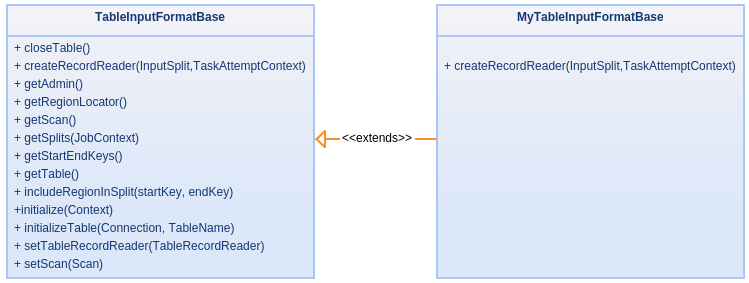 TableInputFormatBase
+ closeTable()
+ createRecordReader(InputSplit,TaskAttemptContext)
+ getAdmin()
+ getRegionLocator()
+ getScan()
+ getSplits(JobContext)
+ getStartEndKeys()
+ getTable()
+ includeRegionInSplit(startKey, endKey)
+initialize(Context)
+ initializeTable(Connection, TableName)
+ setTableRecordReader(TableRecordReader)
+ setScan(Scan)
<<extends>>
MyTableInputFormatBase
+ createRecordReader(InputSplit,TaskAttemptContext)